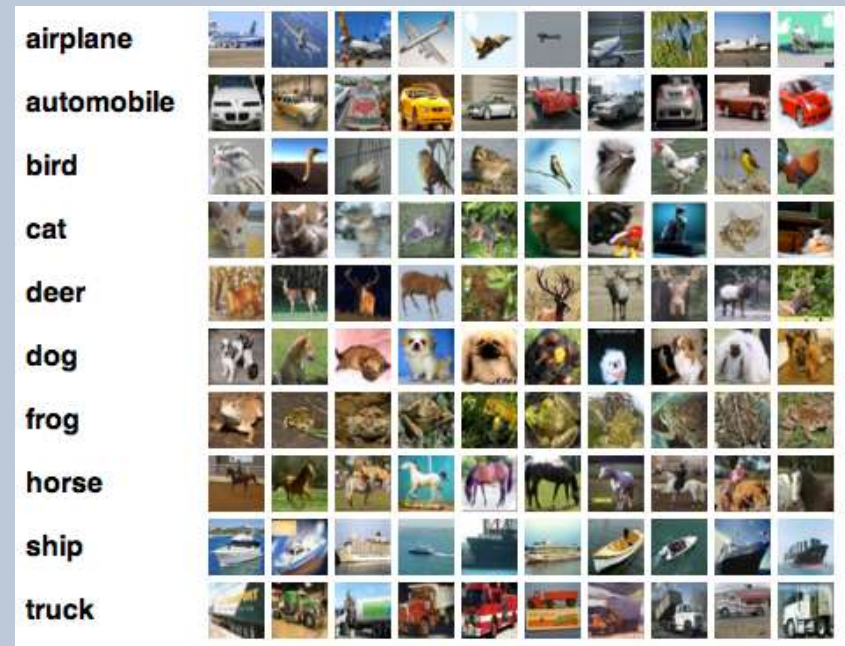 airplane
automobile
bird
cat
deer
dog
frog
horse
ship
truck